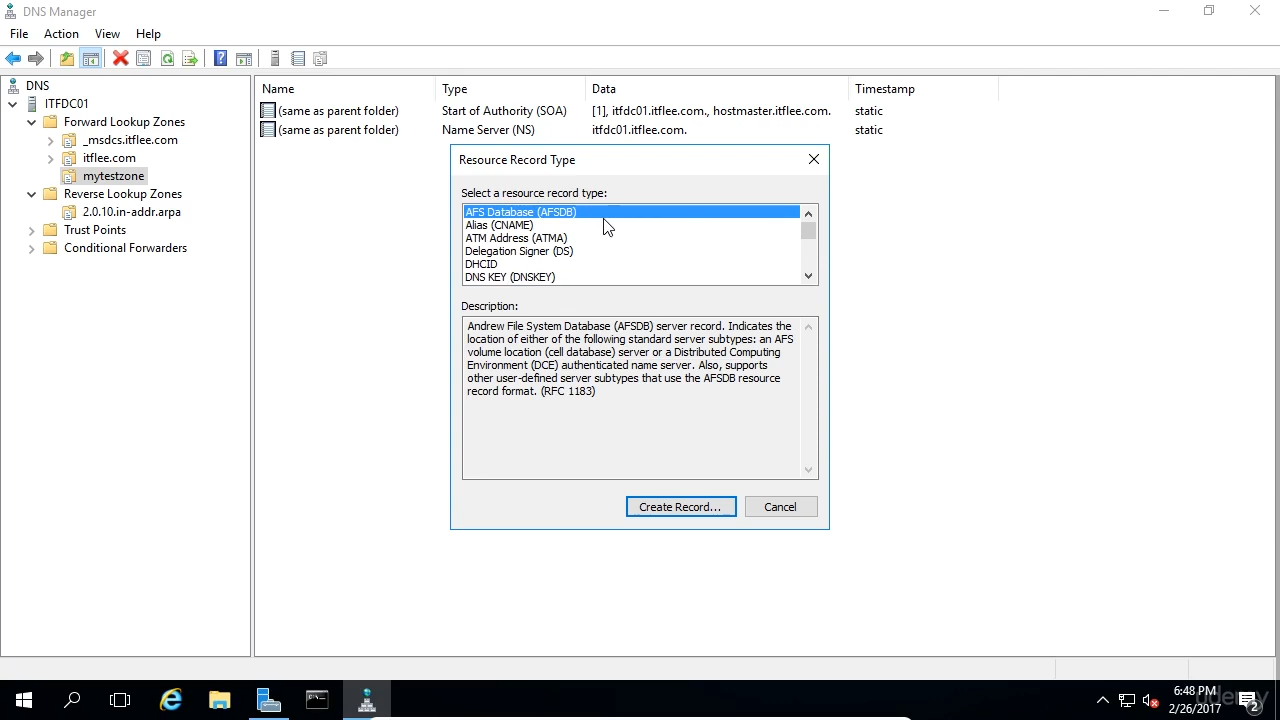 DNS Manager
File Action View Help
DNS
ITFDC01
Forward Lookup Zones
_msdcs.itflee.com
itflee.com
mytestzone
Reverse Lookup Zones
2.0.10.in-addr.arpa
Trust Points
Conditional Forwarders
Name Type Data Timestamp
(same as parent folder) Start of Authority (SOA) [1], itfdc01.itflee.com., hostmaster.itflee.com. static
(same as parent folder) Name Server (NS) itfdc01.itflee.com. static
Resource Record Type
Select a resource record type:
AFS Database (AFSDB)
Alias (CNAME)
ATM Address (ATMA)
Delegation Signer (DS)
DHCID
DNS KEY (DNSKEY)
Description:
Andrew File System Database (AFSDB) server record. Indicates the
location of either of the following standard server subtypes: an AFS
volume location (cell database) server or a Distributed Computing
Environment (DCE) authenticated name server. Also, supports
other user-defined server subtypes that use the AFSDB resource
record format. (RFC 1183)
Create Record... Cancel
6:48 PM
2/26/2017
2
udemy